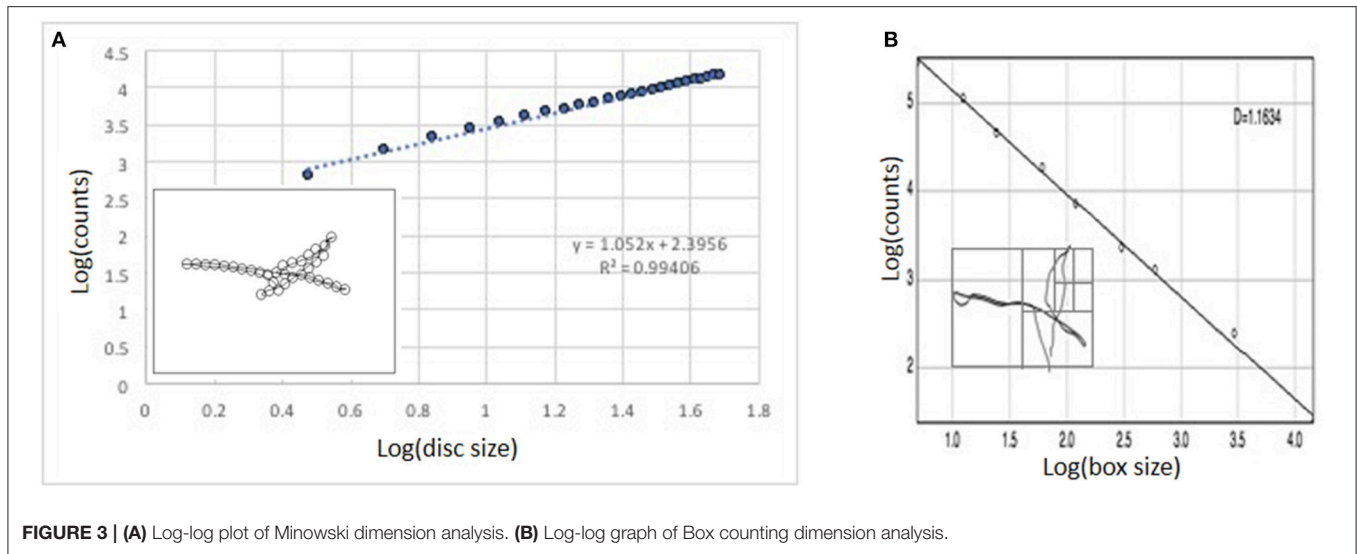 A
4.5
4
3.5
3
2.5
2
1.5
1
0.5
0
Log(counts)
y = 1.052x + 2.3956
R² = 0.99406
0 0.2 0.4 0.6 0.8 1 1.2 1.4 1.6 1.8
Log(disc size)
B
5
4
3
2
Log(counts)
D=1.1634
1.0 1.5 2.0 2.5 3.0 3.5 4.0
Log(box size)
FIGURE 3 | (A) Log-log plot of Minowski dimension analysis. (B) Log-log graph of Box counting dimension analysis.